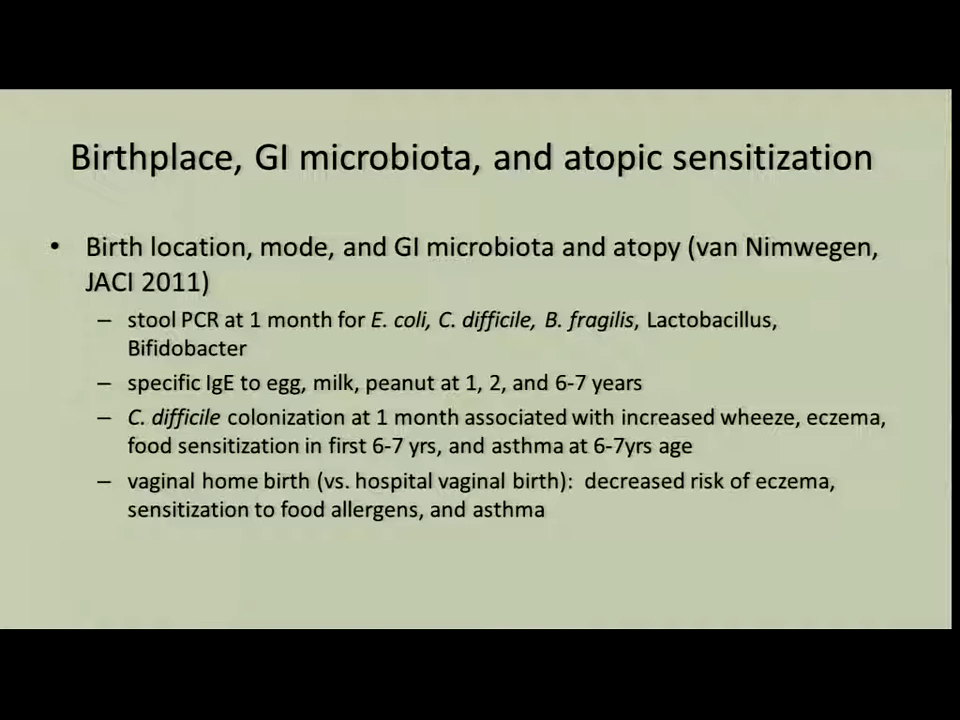 Birthplace, GI microbiota, and atopic sensitization
• Birth location, mode, and GI microbiota and atopy (van Nimwegen,
JACI 2011)
– stool PCR at 1 month for E. coli, C. difficile, B. fragilis, Lactobacillus,
Bifidobacter
– specific IgE to egg, milk, peanut at 1, 2, and 6-7 years
– C. difficile colonization at 1 month associated with increased wheeze, eczema,
food sensitization in first 6-7 yrs, and asthma at 6-7yrs age
– vaginal home birth (vs. hospital vaginal birth): decreased risk of eczema,
sensitization to food allergens, and asthma